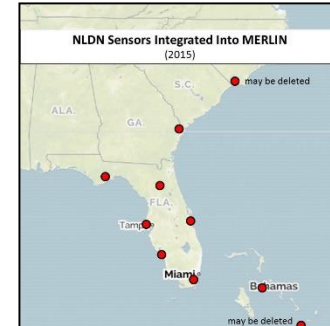 NLDN Sensors Integrated Into MERLIN
(2015)
may be deleted
S.C.
ALA.
GA.
FLA.
Tampa
Miami
Bahamas
may be deleted